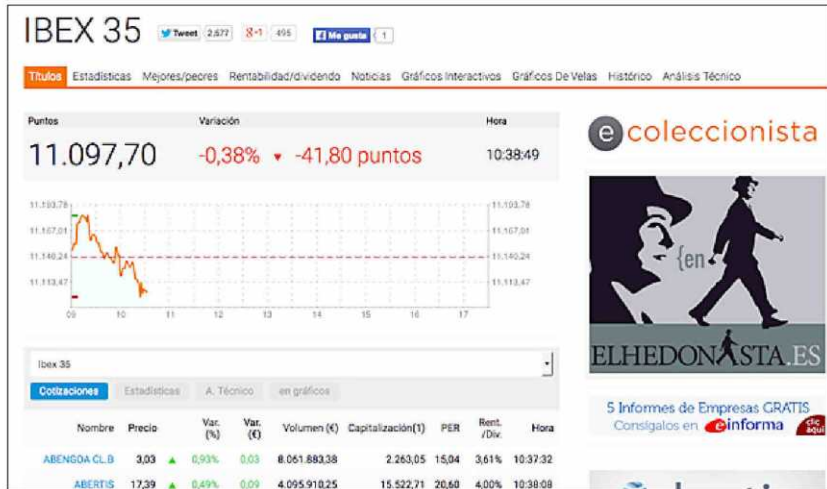 IBEX 35 Tweet 2,577 g+1 495 Me gusta 1
Títulos Estadísticas Mejores/peores Rentabilidad/dividendo Noticias Gráficos Interactivos Gráficos De Velas Histórico Análisis Técnico
Puntos Variación Hora
11.097,70 -0,38% -41,80 puntos 10:38:49
e coleccionista
11.193,78 11.193,78
11.167,01 11.167,01
11.140,24 11.140,24
11.113,47 11.113,47
09 10 11 12 13 14 15 16 17
{en
ELHEDONISTA.ES
Ibex 35
Cotizaciones Estadísticas A. Técnico en gráficos
5 Informes de Empresas GRATIS
Consígalos en einforma clic aquí
Nombre Precio Var. (%) Var. (€) Volumen (€) Capitalización(1) PER Rent. /Div. Hora
ABENGOA CL.B 3,03 0,93% 0,03 8.061.883,38 2.263,05 15,04 3,61% 10:37:32
ABERTIS 17,39 0,49% 0,09 4.095.910,25 15.522,71 20,60 4,00% 10:38:08